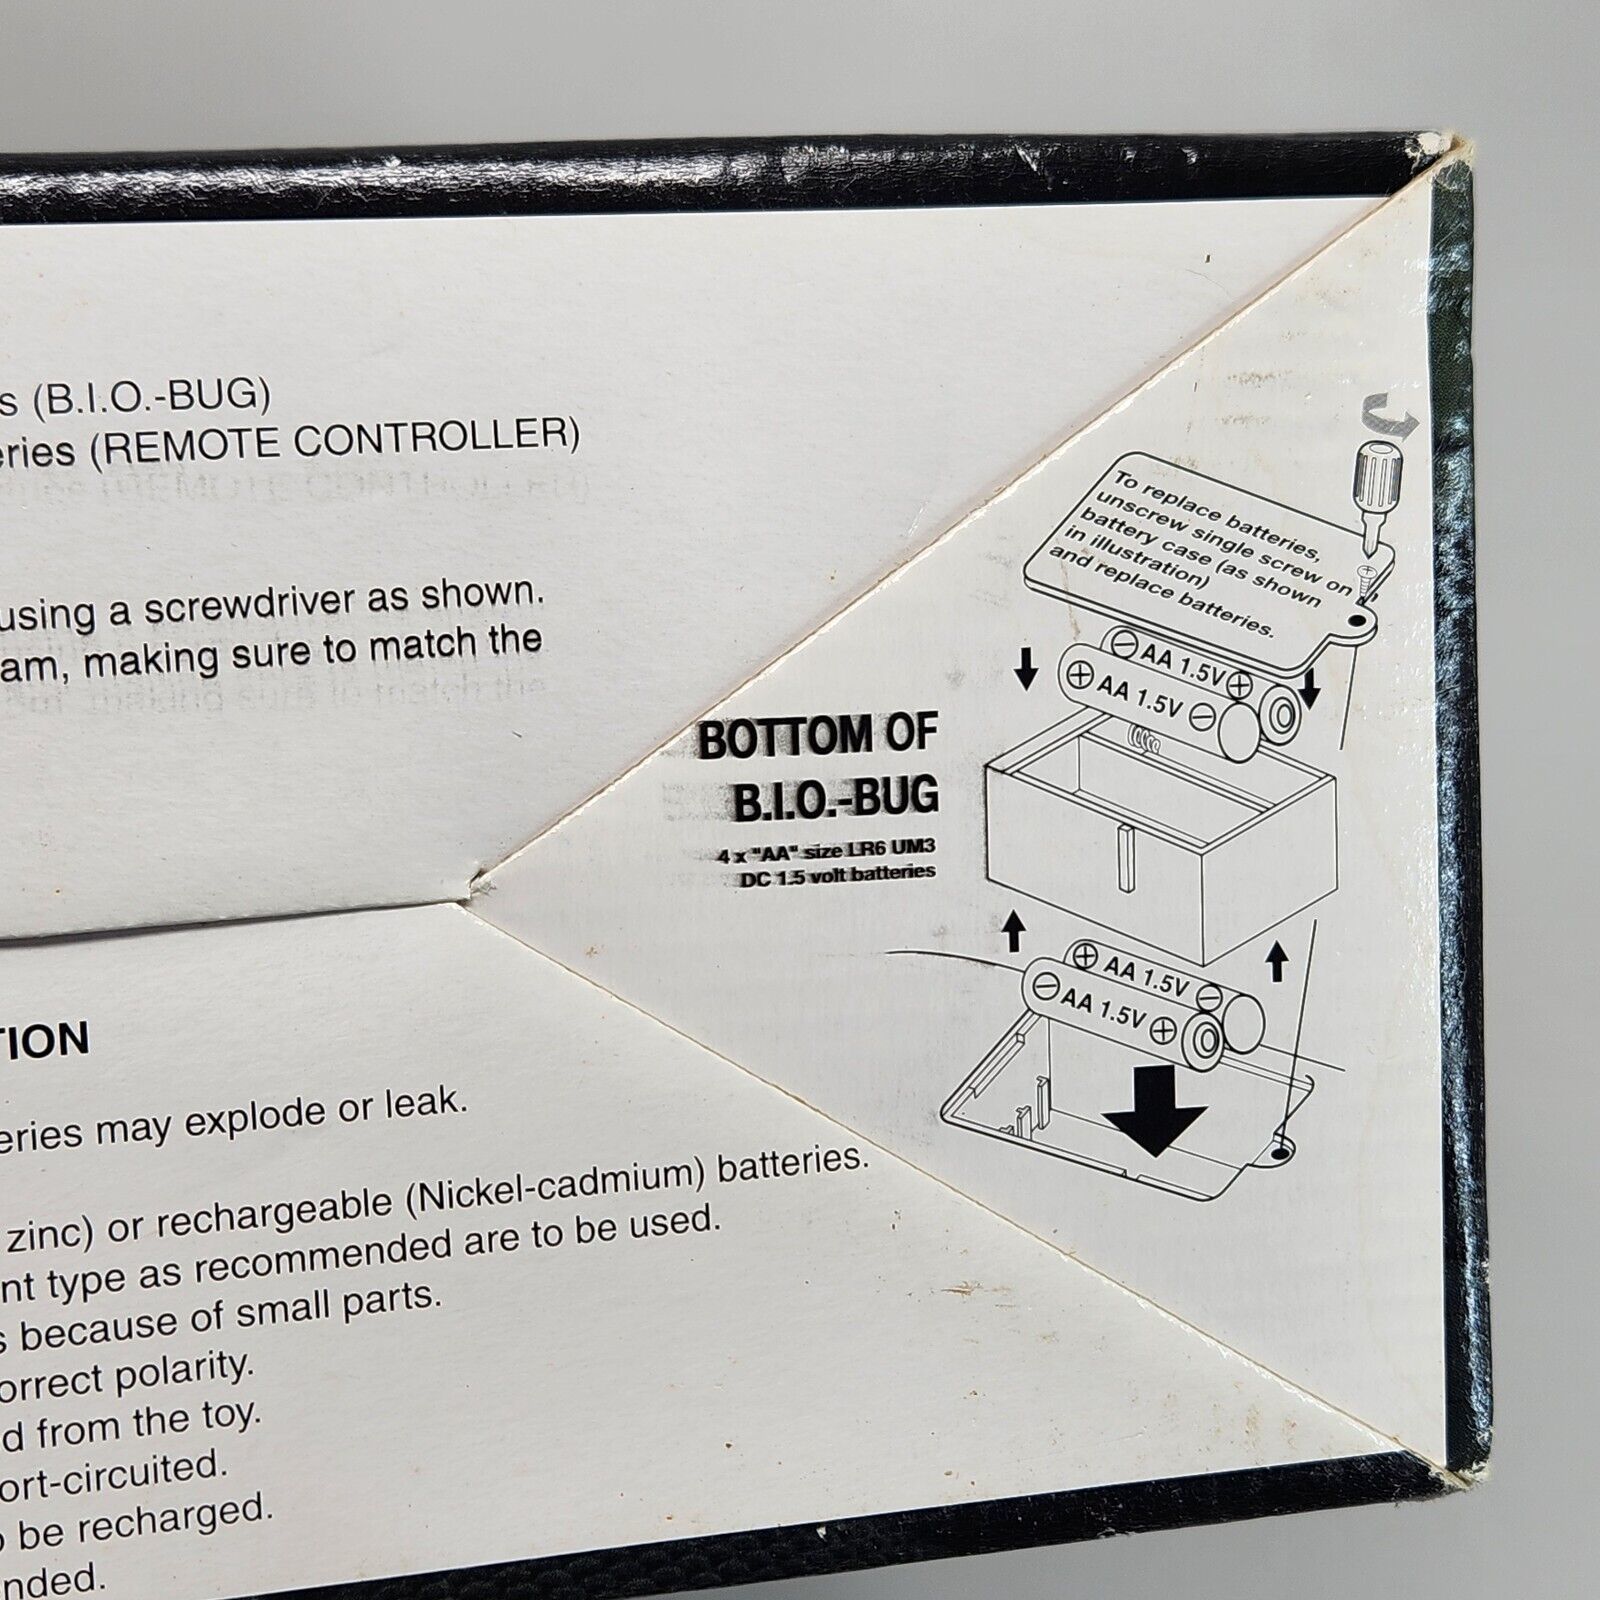 s (B.I.O.-BUG)
eries (REMOTE CONTROLLER)
using a screwdriver as shown.
am, making sure to match the
To replace batteries,
unscrew single screw on
battery case (as shown
in illustration)
and replace batteries.
⊖ AA 1.5V ⊕
⊕ AA 1.5V ⊖
BOTTOM OF
B.I.O.-BUG
4 x "AA" size LR6 UM3
DC 1.5 volt batteries
⊕ AA 1.5V ⊖
⊖ AA 1.5V ⊕
TION
eries may explode or leak.
zinc) or rechargeable (Nickel-cadmium) batteries.
nt type as recommended are to be used.
s because of small parts.
orrect polarity.
d from the toy.
ort-circuited.
o be recharged.
nded.